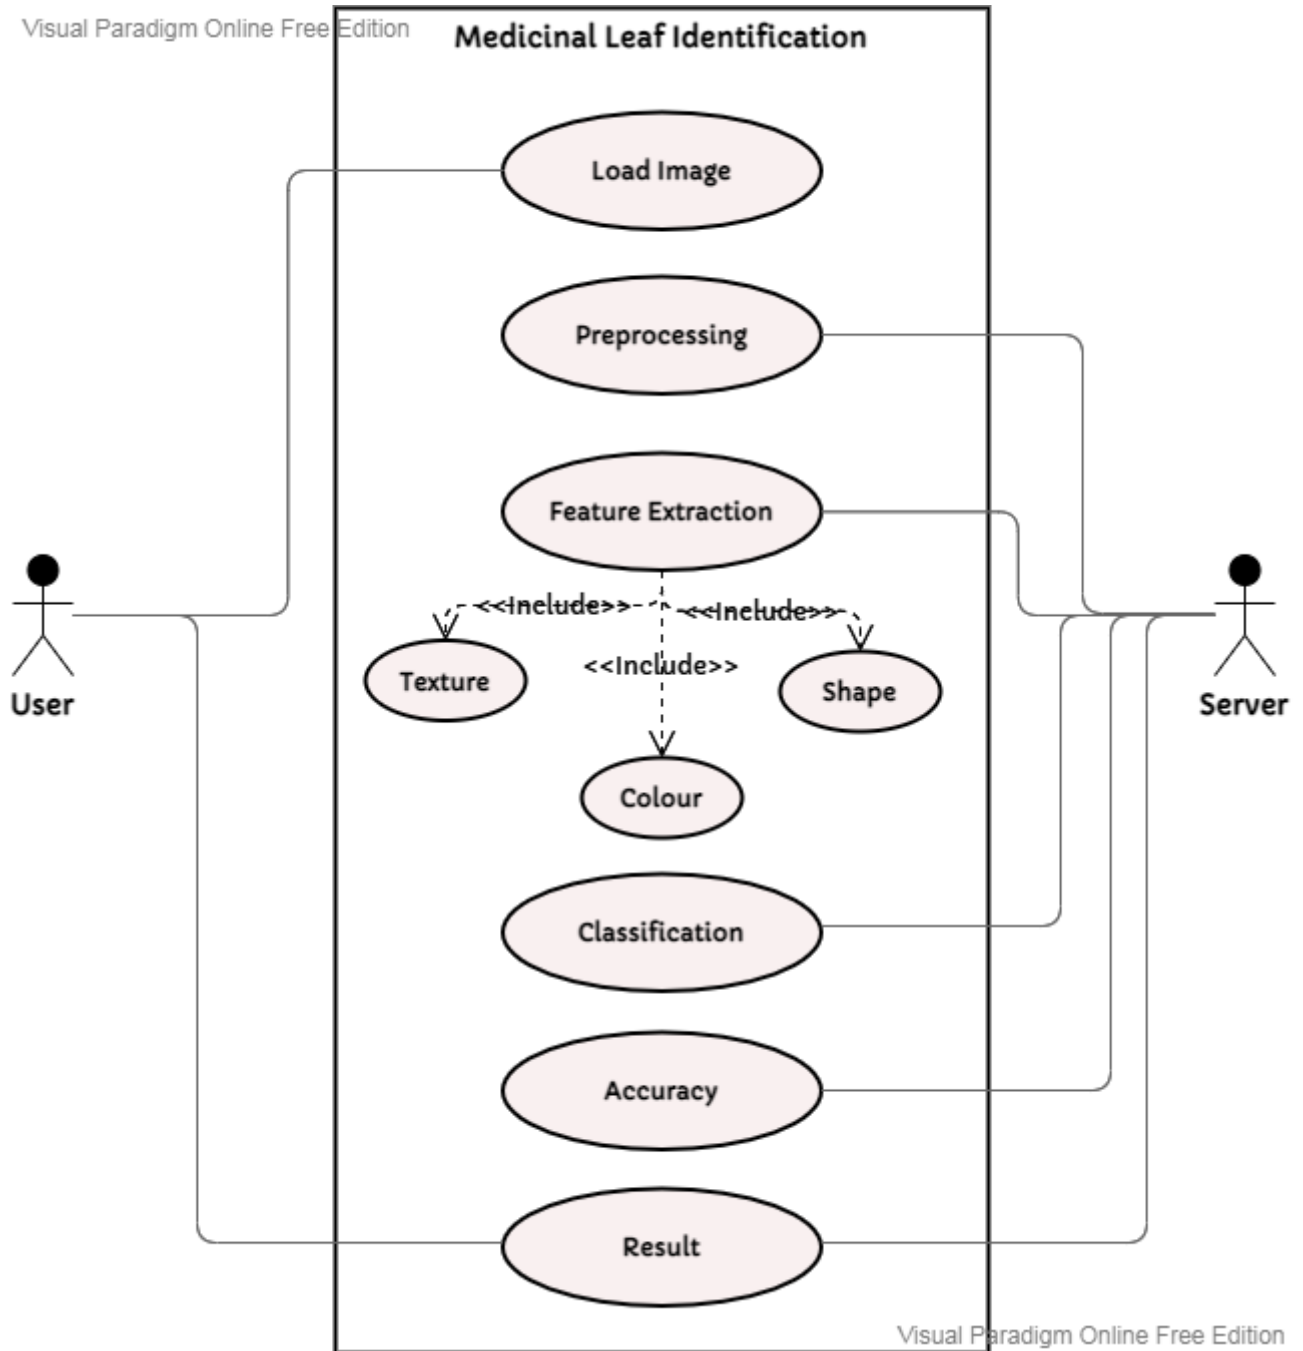 Visual Paradigm Online Free Edition
Medicinal Leaf Identification
Load Image
Preprocessing
Feature Extraction
<<Include>>
<<Include>>
<<Include>>
Texture
Shape
User
Server
Colour
Classification
Accuracy
Result
Visual Paradigm Online Free Edition